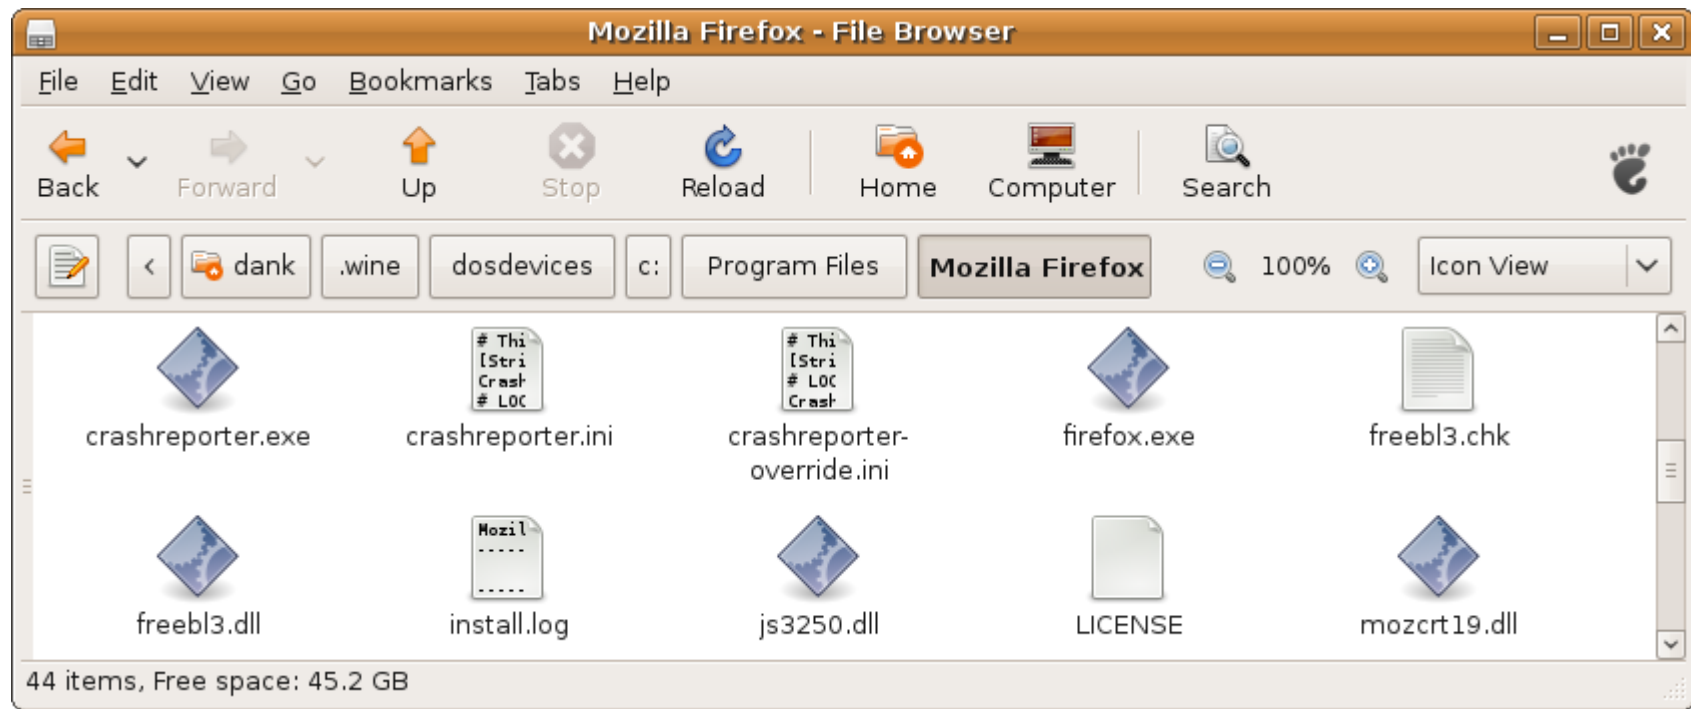 Mozilla Firefox - File Browser
File Edit View Go Bookmarks Tabs Help
Back Forward Up Stop Reload Home Computer Search
< dank .wine dosdevices c: Program Files Mozilla Firefox 100% Icon View
# Thi
[Stri
Crash
# LOC
# Thi
[Stri
# LOC
Crash
crashreporter.exe crashreporter.ini crashreporter- firefox.exe freebl3.chk
override.ini
Mozil
-----
-----
freebl3.dll install.log js3250.dll LICENSE mozcrt19.dll
44 items, Free space: 45.2 GB